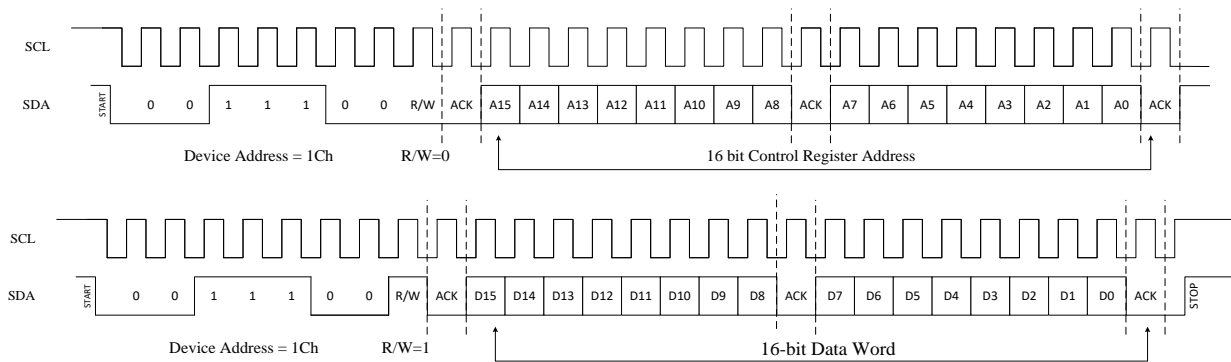 SCL
SDA START 0 0 1 1 1 0 0 R/W ACK A15 A14 A13 A12 A11 A10 A9 A8 ACK A7 A6 A5 A4 A3 A2 A1 A0 ACK
Device Address = 1Ch R/W=0 16 bit Control Register Address
SCL
SDA START 0 0 1 1 1 0 0 R/W ACK D15 D14 D13 D12 D11 D10 D9 D8 ACK D7 D6 D5 D4 D3 D2 D1 D0 ACK STOP
Device Address = 1Ch R/W=1 16-bit Data Word